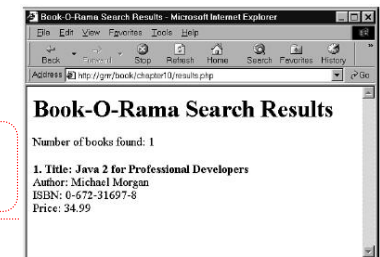 Book-O-Rama Search Results - Microsoft Internet Explorer
File Edit View Favorites Tools Help
Back Forward Stop Refresh Home Search Favorites History
Address http://grrr/book/chapter10/results.php Go
Book-O-Rama Search Results
Number of books found: 1
1. Title: Java 2 for Professional Developers
Author: Michael Morgan
ISBN: 0-672-31697-8
Price: 34.99